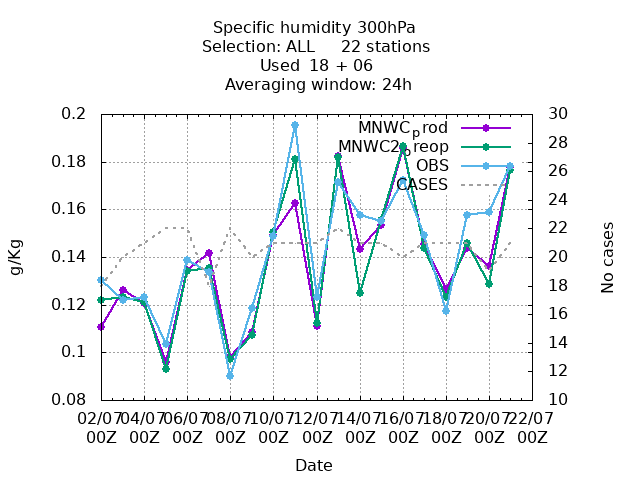 Specific humidity 300hPa
Selection: ALL 22 stations
Used 18 + 06
Averaging window: 24h
MNWC_prod
MNWC2_preop
OBS
CASES
g/Kg
0.2
0.18
0.16
0.14
0.12
0.1
0.08
No cases
30
28
26
24
22
20
18
16
14
12
10
02/07 04/07 06/07 08/07 10/07 12/07 14/07 16/07 18/07 20/07 22/07
00Z 00Z 00Z 00Z 00Z 00Z 00Z 00Z 00Z 00Z 00Z
Date